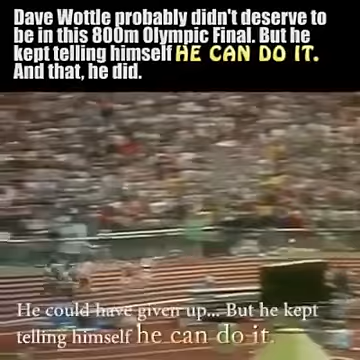 Dave Wottle probably didn't deserve to
be in this 800m Olympic Final. But he
kept telling himself HE CAN DO IT.
And that, he did.
He could have given up... But he kept
telling himself he can do it.